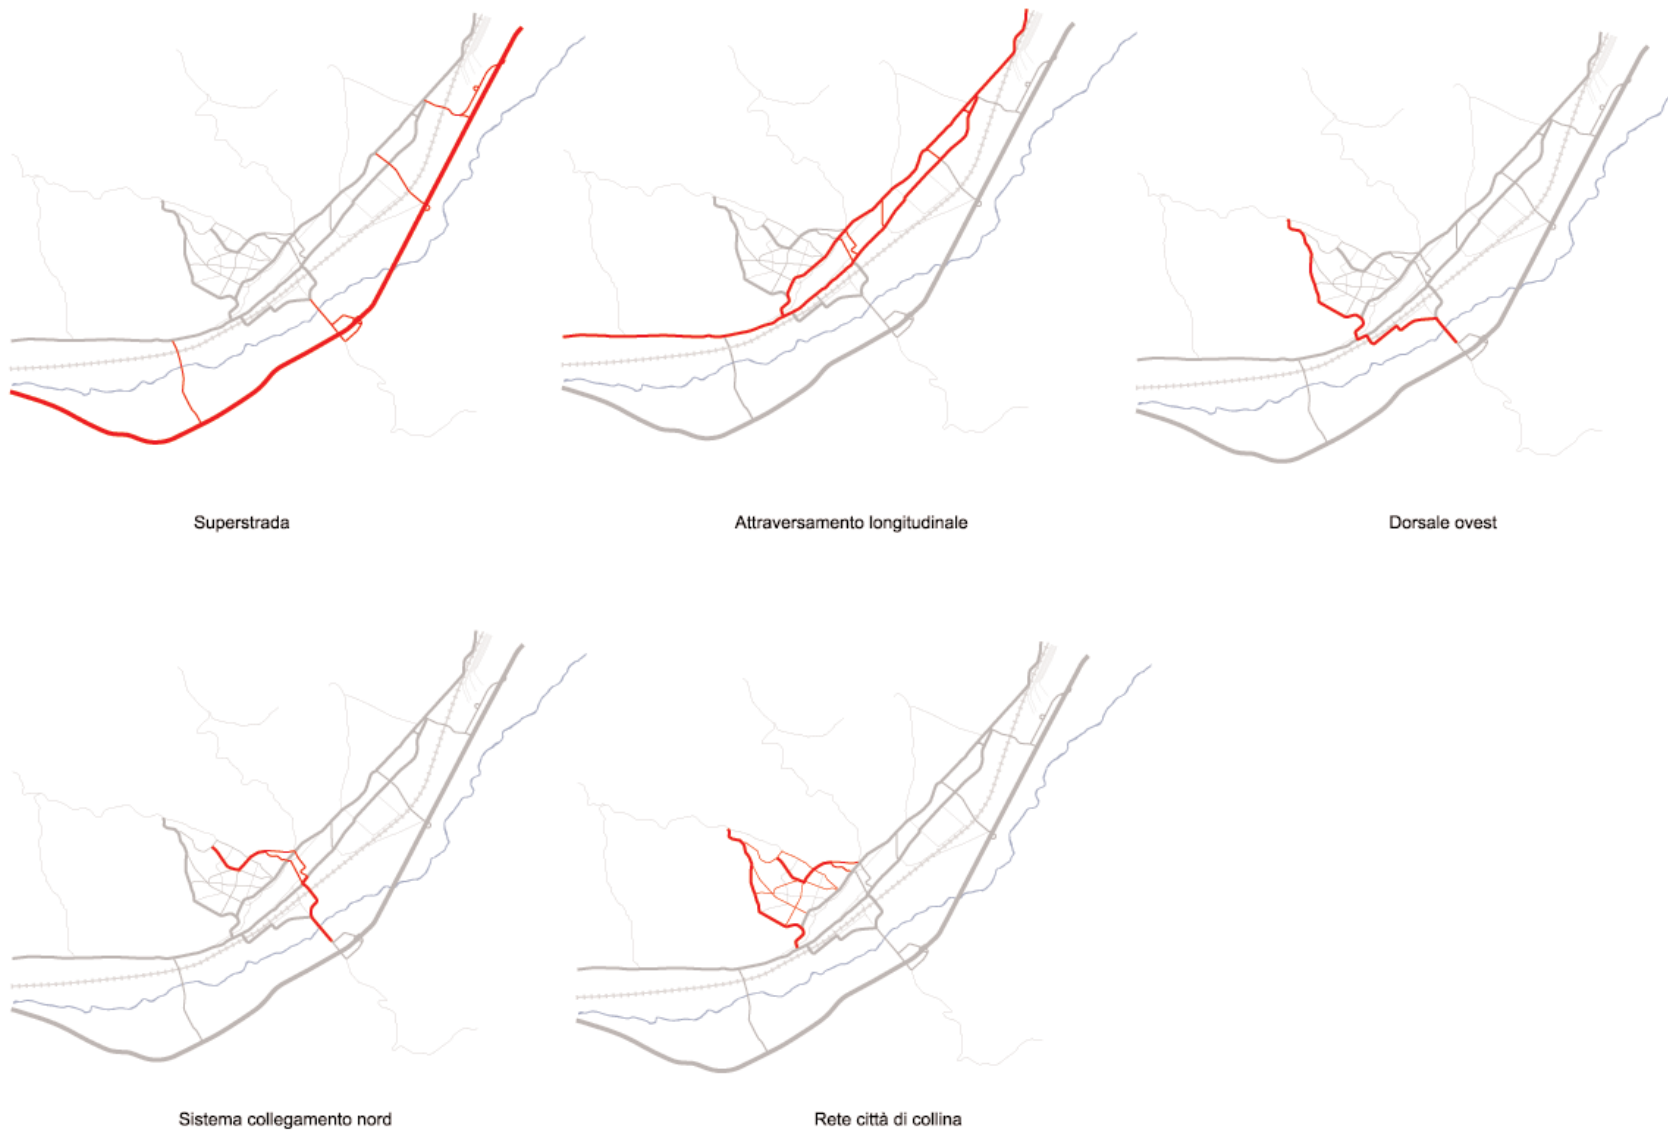 Superstrada
Attraversamento longitudinale
Dorsale ovest
Sistema collegamento nord
Rete città di collina